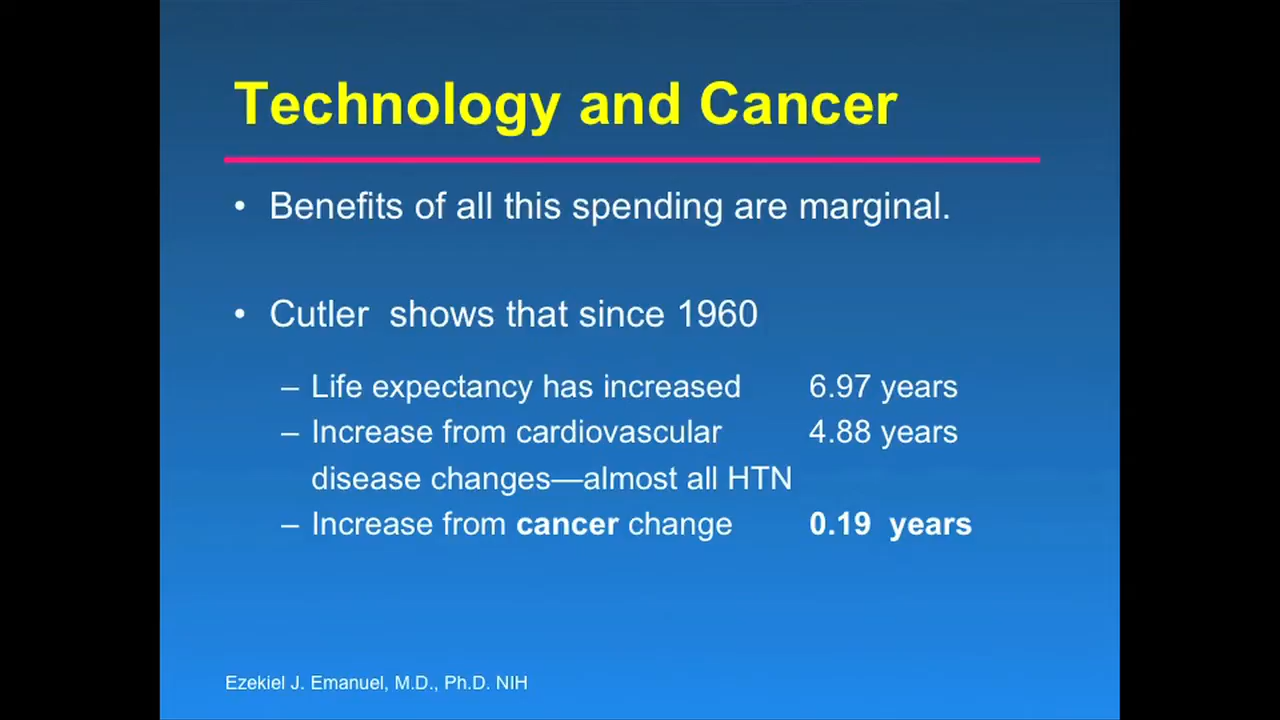 Technology and Cancer
• Benefits of all this spending are marginal.
• Cutler shows that since 1960
– Life expectancy has increased 6.97 years
– Increase from cardiovascular 4.88 years
disease changes—almost all HTN
– Increase from cancer change 0.19 years
Ezekiel J. Emanuel, M.D., Ph.D. NIH